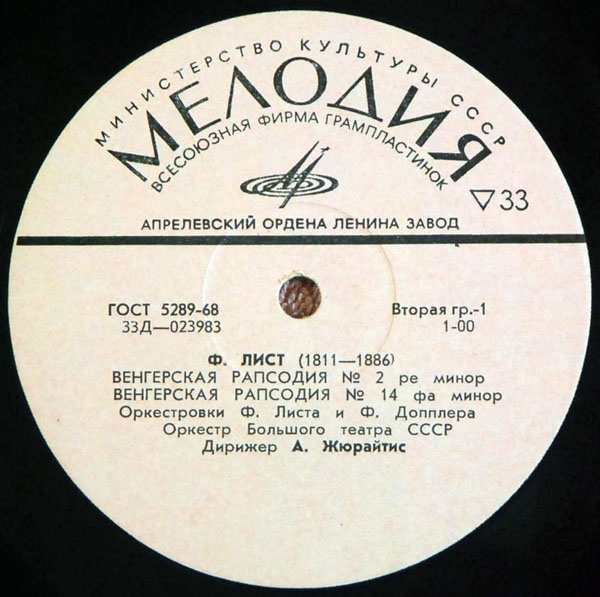 МИНИСТЕРСТВО КУЛЬТУРЫ СССР
МЕЛОДИЯ
ВСЕСОЮЗНАЯ ФИРМА ГРАМПЛАСТИНОК
33
АПРЕЛЕВСКИЙ ОРДЕНА ЛЕНИНА ЗАВОД
ГОСТ 5289-68
Вторая гр.-1
33Д—023983
1-00
Ф. ЛИСТ (1811—1886)
ВЕНГЕРСКАЯ РАПСОДИЯ № 2 ре минор
ВЕНГЕРСКАЯ РАПСОДИЯ № 14 фа минор
Оркестровки Ф. Листа и Ф. Допплера
Оркестр Большого театра СССР
Дирижер А. Жюрайтис